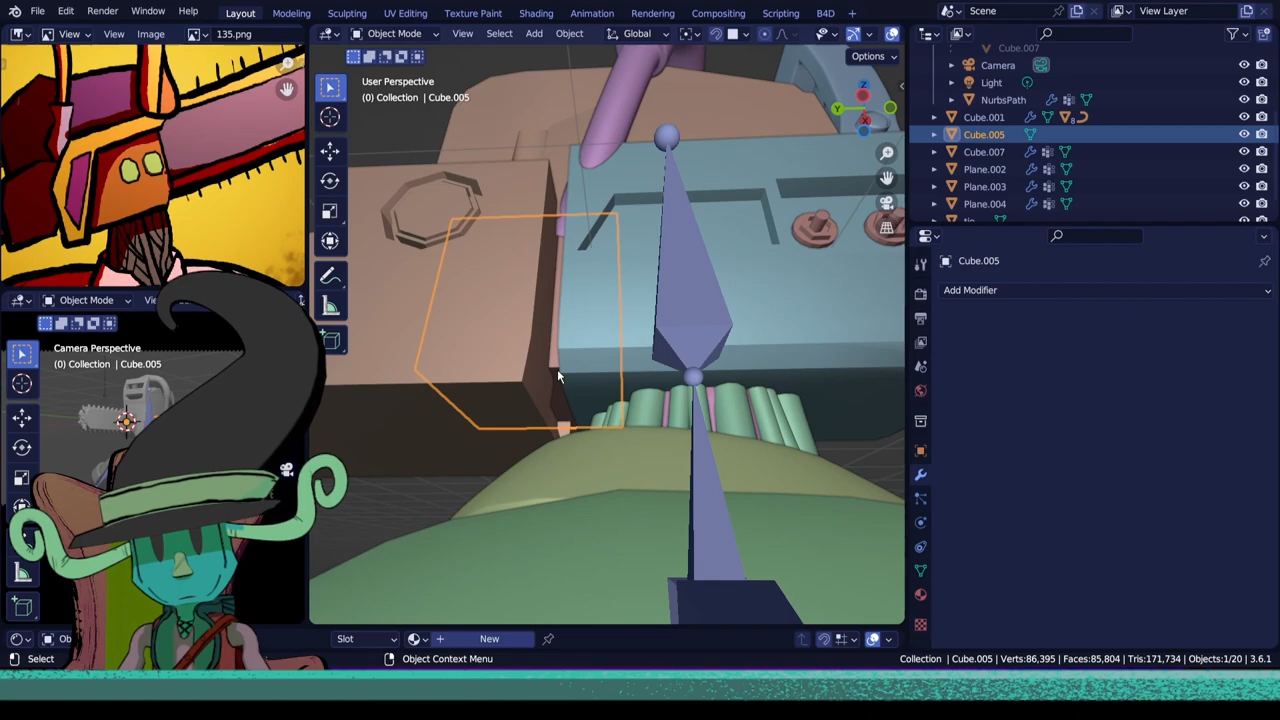 File Edit Render Window Help Layout Modeling Sculpting UV Editing Texture Paint Shading Animation Rendering Compositing Scripting B4D + Scene View Layer
View View Image 135.png
Object Mode View Select Add Object Global
Options
User Perspective
(0) Collection | Cube.005
Z
Y
X
Cube.007
Camera
Light
NurbsPath
Cube.001
8
Cube.005
Cube.007
Plane.002
Plane.003
Plane.004
Cube.005
Add Modifier
Object Mode
Camera Perspective
(0) Collection | Cube.005
Slot New
Select Object Context Menu Collection | Cube.005 | Verts:86,395 | Faces:85,804 | Tris:171,734 | Objects:1/20 | 3.6.1